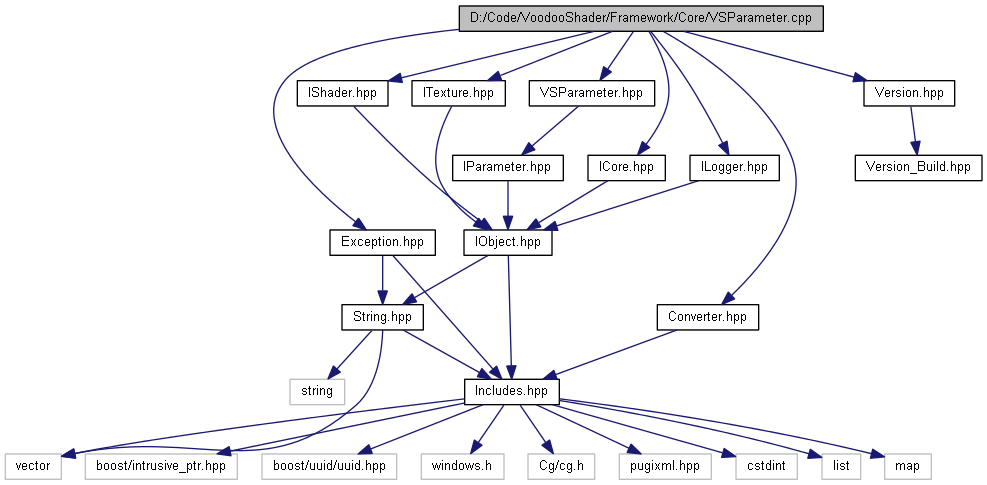 D:/Code/VoodooShader/Framework/Core/VSParameter.cpp
IShader.hpp
ITexture.hpp
VSParameter.hpp
Version.hpp
IParameter.hpp
ICore.hpp
ILogger.hpp
Version_Build.hpp
Exception.hpp
IObject.hpp
String.hpp
Converter.hpp
string
Includes.hpp
vector
boost/intrusive_ptr.hpp
boost/uuid/uuid.hpp
windows.h
Cg/cg.h
pugixml.hpp
cstdint
list
map